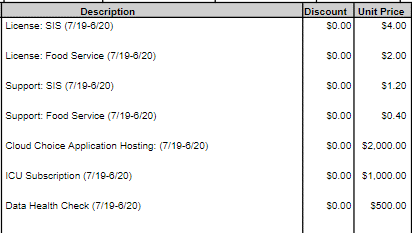 Description Discount Unit Price
License: SIS (7/19-6/20) $0.00 $4.00
License: Food Service (7/19-6/20) $0.00 $2.00
Support: SIS (7/19-6/20) $0.00 $1.20
Support: Food Service (7/19-6/20) $0.00 $0.40
Cloud Choice Application Hosting: (7/19-6/20) $0.00 $2,000.00
ICU Subscription (7/19-6/20) $0.00 $1,000.00
Data Health Check (7/19-6/20) $0.00 $500.00